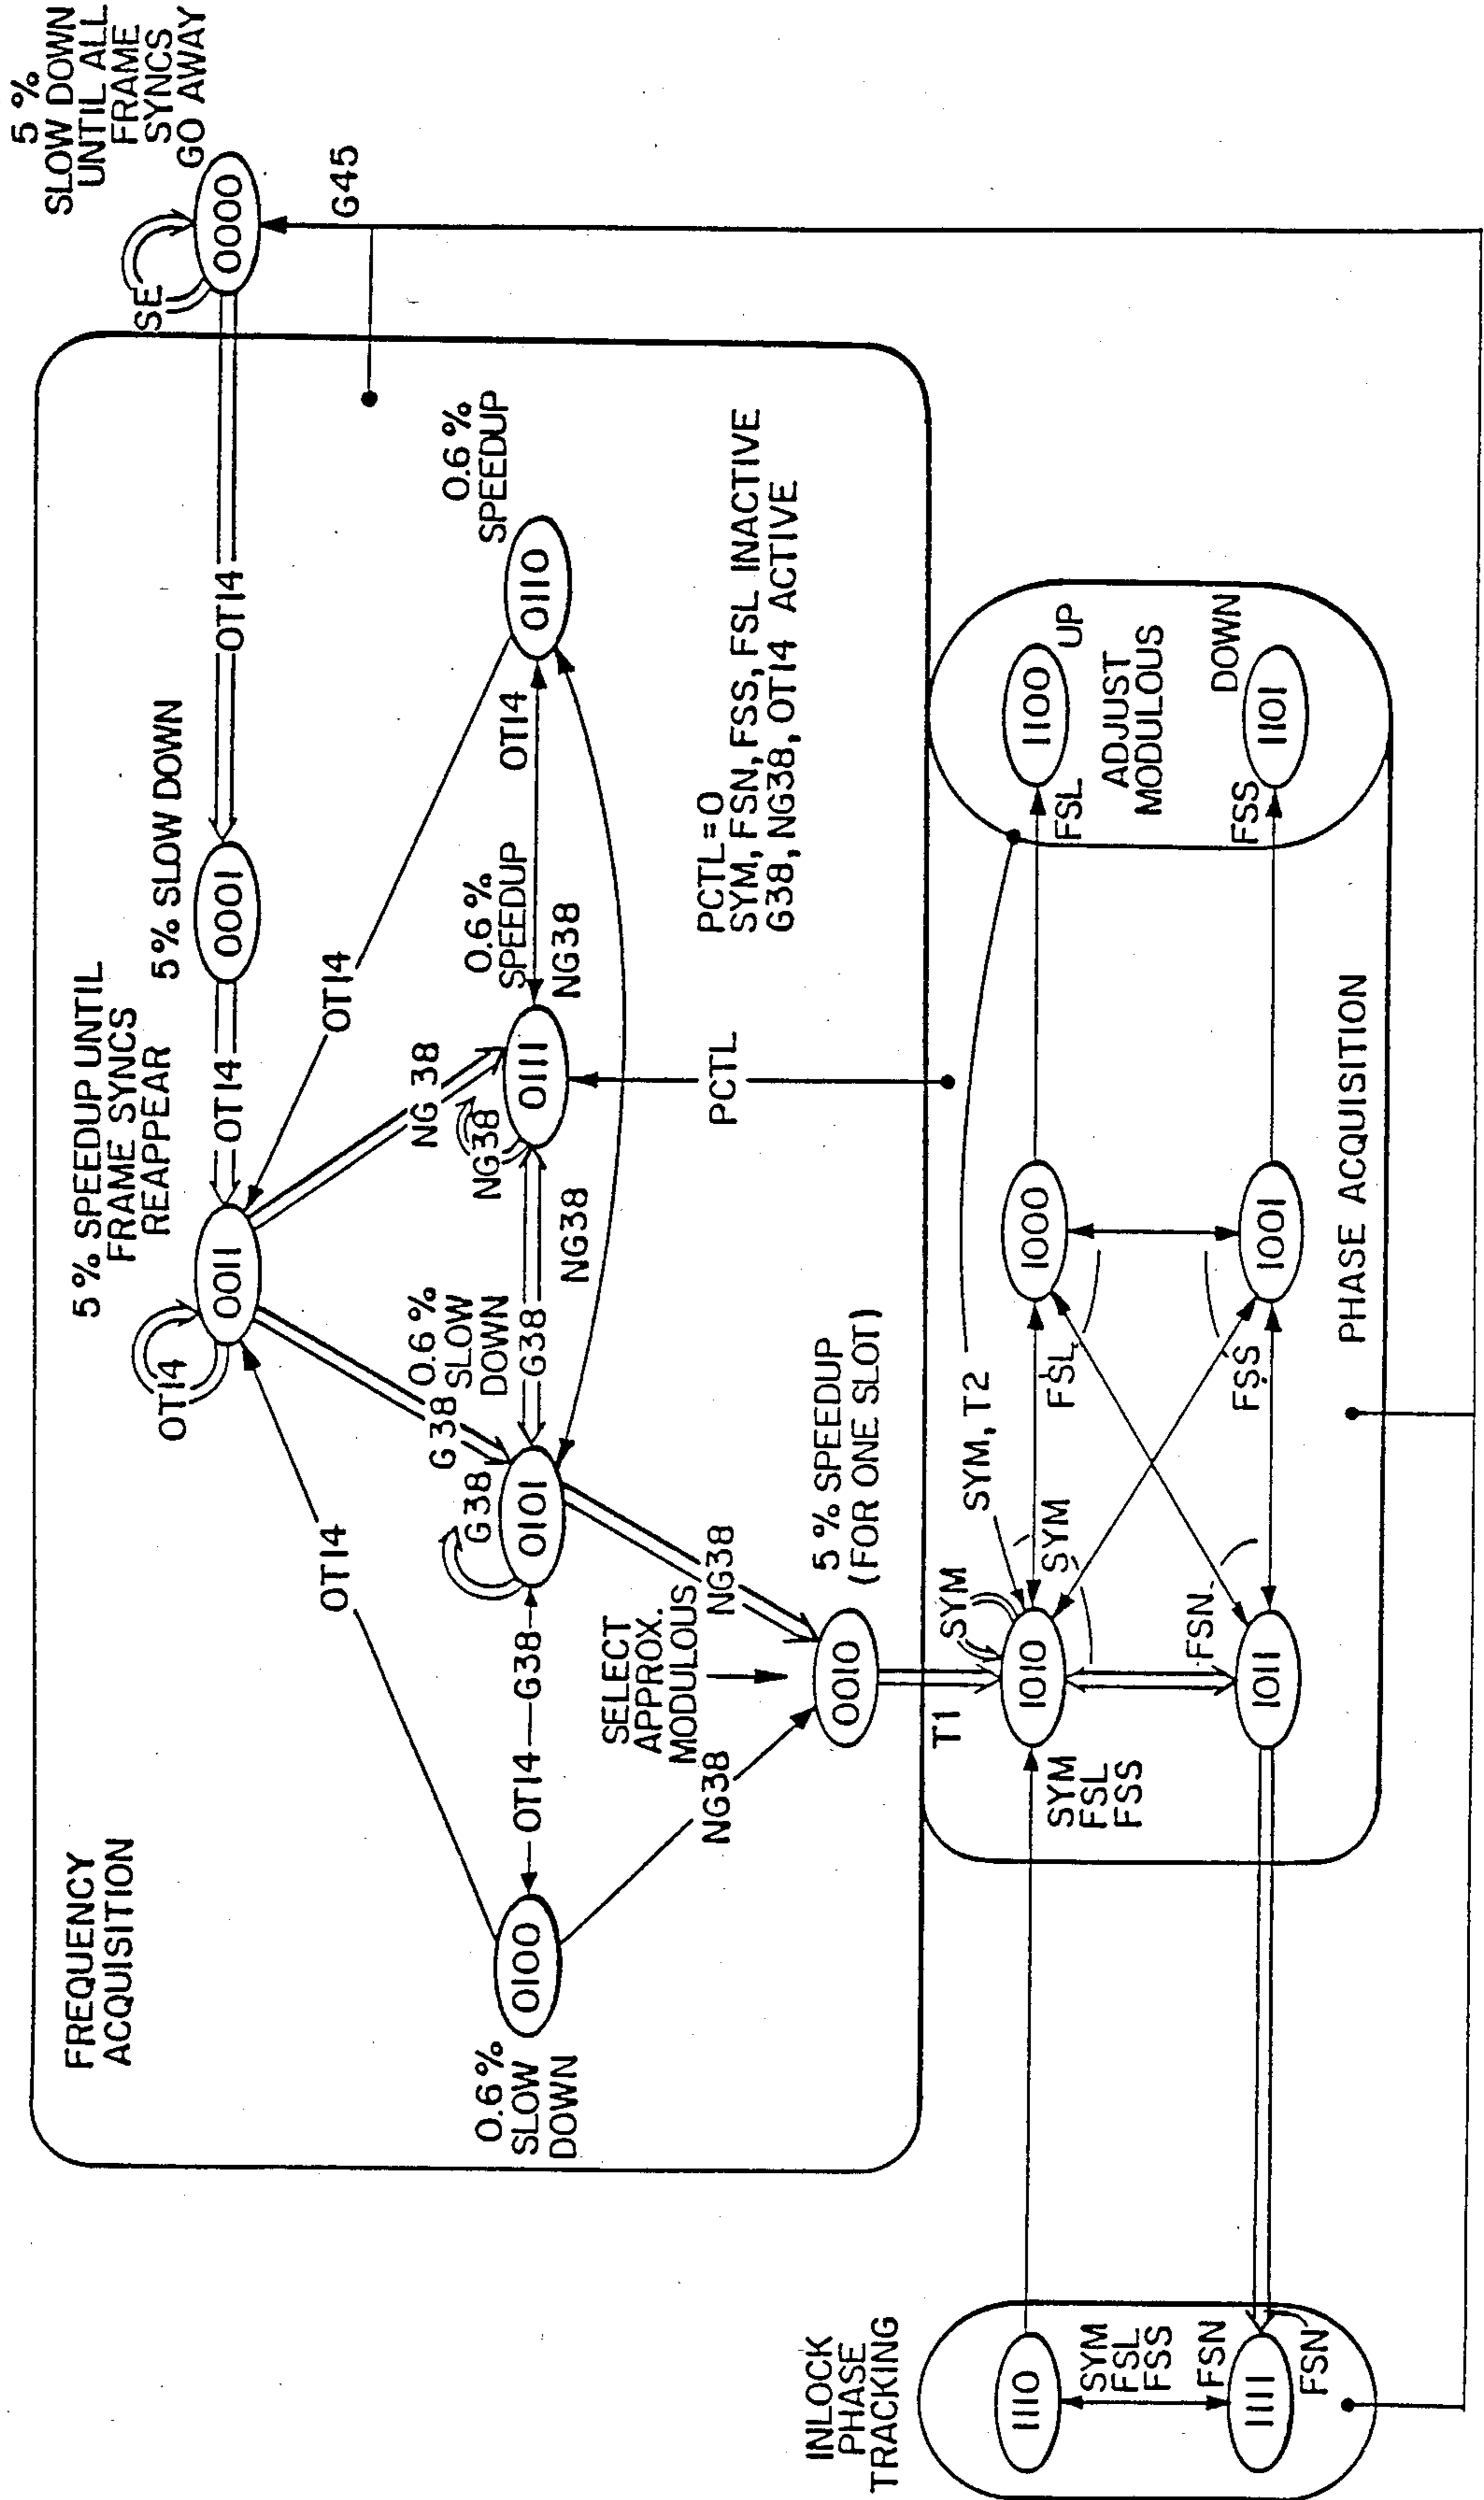 FREQUENCY
ACQUISITION
5% SPEEDUP UNTIL
FRAME SYNCS
REAPPEAR
5% SLOW DOWN
5%
SLOW DOWN
UNTIL ALL
FRAME
SYNCS
GO AWAY
SE
0000
G45
OT14
0001
OT14
0011
OT14
OT14
OT14
NG 38
G 38
0.6%
SLOW
DOWN
0100
0.6%
SLOW
DOWN
OT14
G38
0101
G38
G38
NG38
NG38
0111
0.6%
SPEEDUP
NG38
OT14
0110
0.6%
SPEEDUP
SELECT
APPROX.
MODULOUS
NG38
NG38
0010
5% SPEEDUP
(FOR ONE SLOT)
PCTL
PCTL=0
SYM, FSN, FSS, FSL INACTIVE
G38, NG38, OT14 ACTIVE
INLOCK
PHASE
TRACKING
1110
SYM
FSL
FSS
FSN
1111
FSN
T1
SYM
SYM, T2
1010
SYM
FSL
FSS
SYM
FSL
1000
FSL
1100
UP
ADJUST
MODULOUS
DOWN
FSN
1011
FSS
1001
FSS
1101
PHASE ACQUISITION